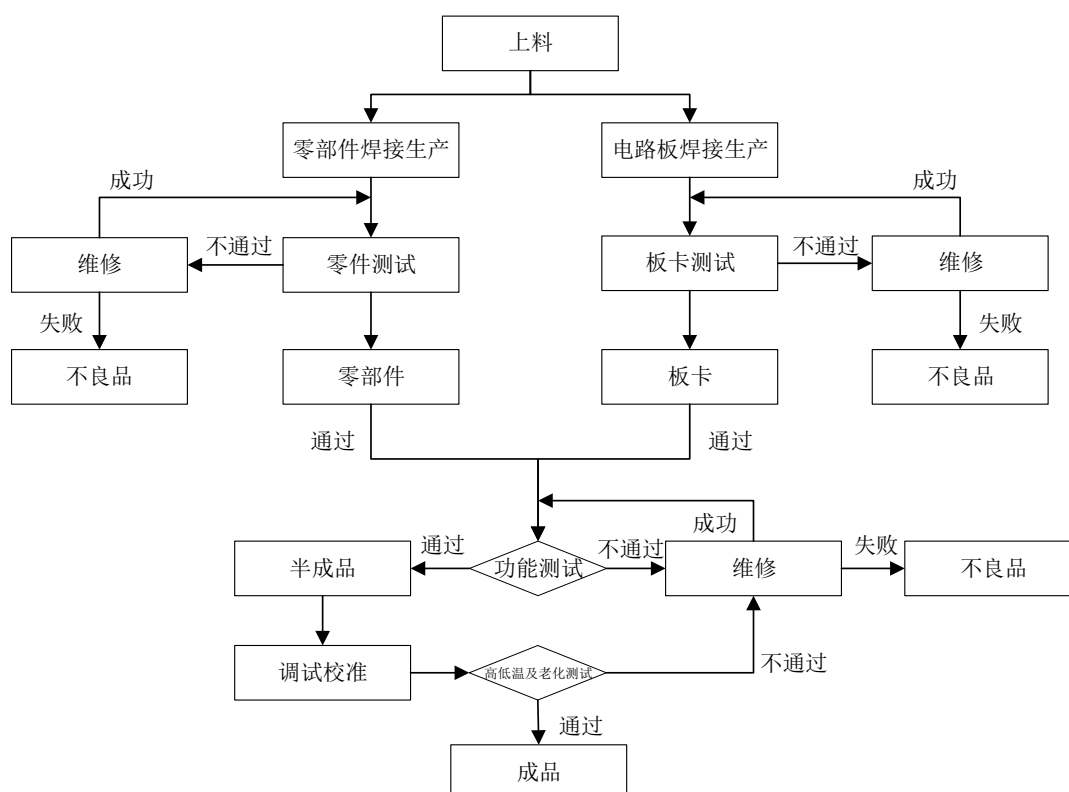 上料
零部件焊接生产
电路板焊接生产
成功
成功
维修
不通过
零件测试
板卡测试
不通过
维修
失败
失败
不良品
零部件
板卡
不良品
通过
通过
成功
半成品
通过
功能测试
不通过
维修
失败
不良品
调试校准
高低温及老化测试
不通过
通过
成品